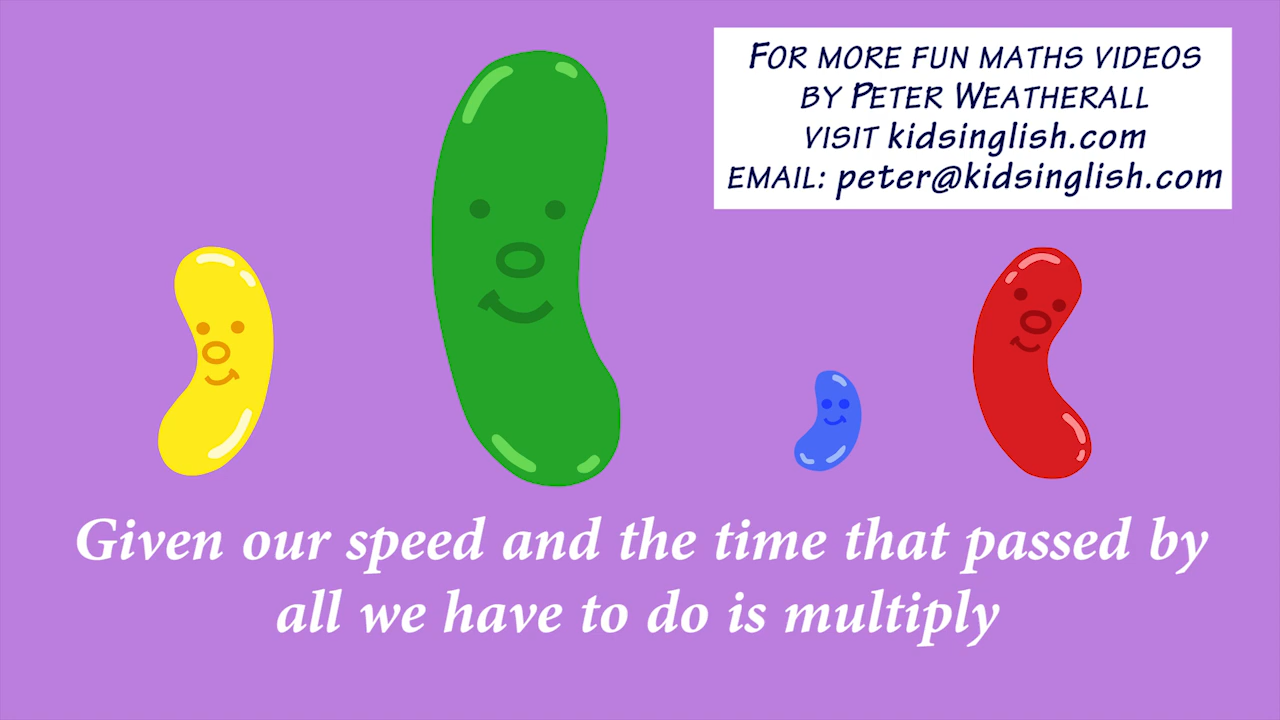 FOR MORE FUN MATHS VIDEOS
BY PETER WEATHERALL
VISIT kidsinglish.com
EMAIL: peter@kidsinglish.com
Given our speed and the time that passed by
all we have to do is multiply